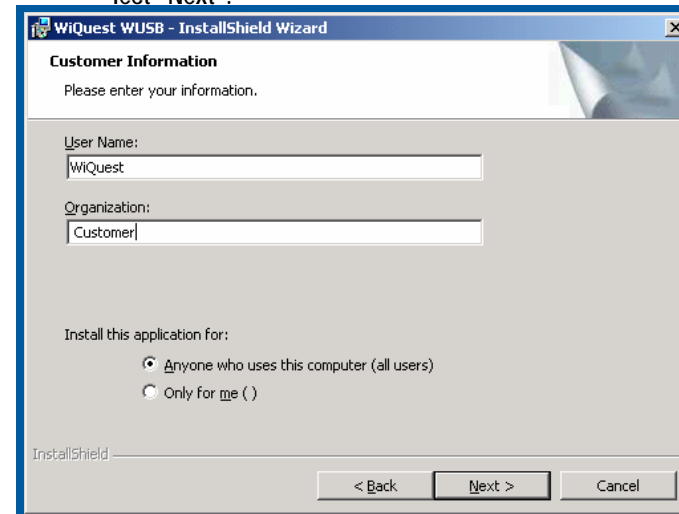 WiQuest WUSB - InstallShield Wizard
Customer Information
Please enter your information.
User Name:
WiQuest
Organization:
Customer
Install this application for:
Anyone who uses this computer (all users)
Only for me ( )
InstallShield
< Back Next > Cancel